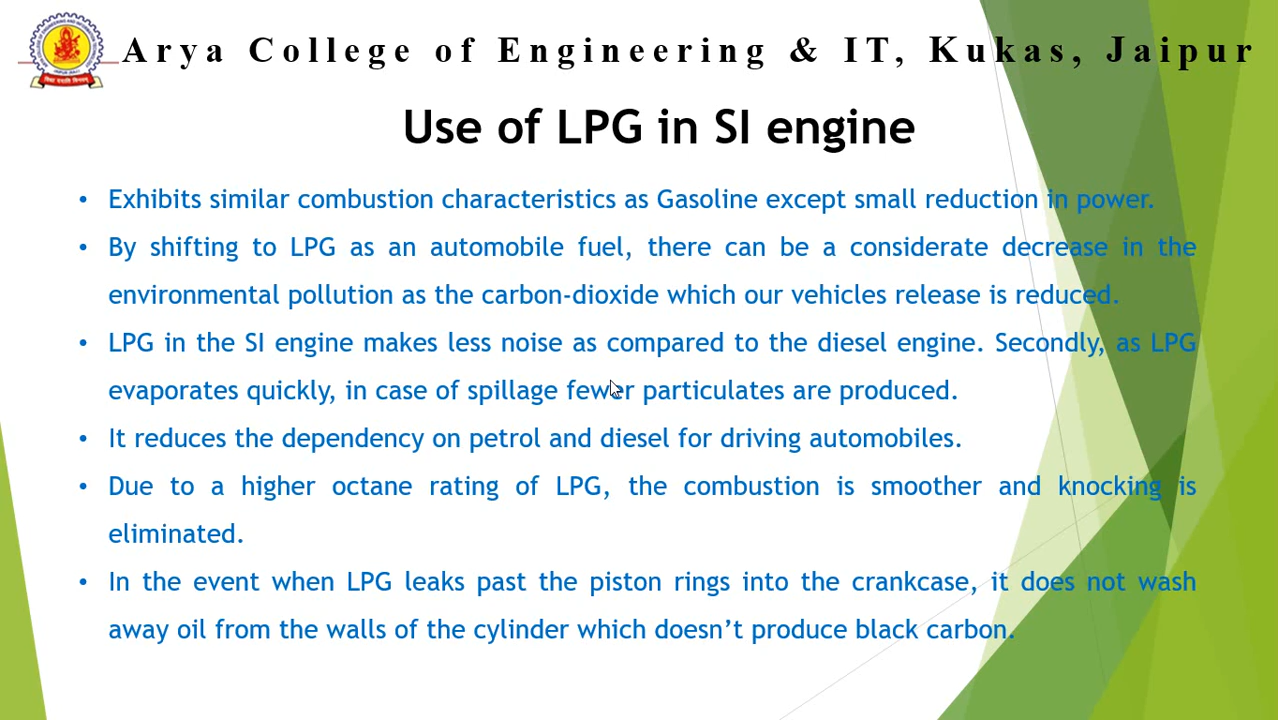 Arya College of Engineering & IT, Kukas, Jaipur
Use of LPG in SI engine
• Exhibits similar combustion characteristics as Gasoline except small reduction in power.
• By shifting to LPG as an automobile fuel, there can be a considerate decrease in the
environmental pollution as the carbon-dioxide which our vehicles release is reduced.
• LPG in the SI engine makes less noise as compared to the diesel engine. Secondly, as LPG
evaporates quickly, in case of spillage fewer particulates are produced.
• It reduces the dependency on petrol and diesel for driving automobiles.
• Due to a higher octane rating of LPG, the combustion is smoother and knocking is
eliminated.
• In the event when LPG leaks past the piston rings into the crankcase, it does not wash
away oil from the walls of the cylinder which doesn’t produce black carbon.